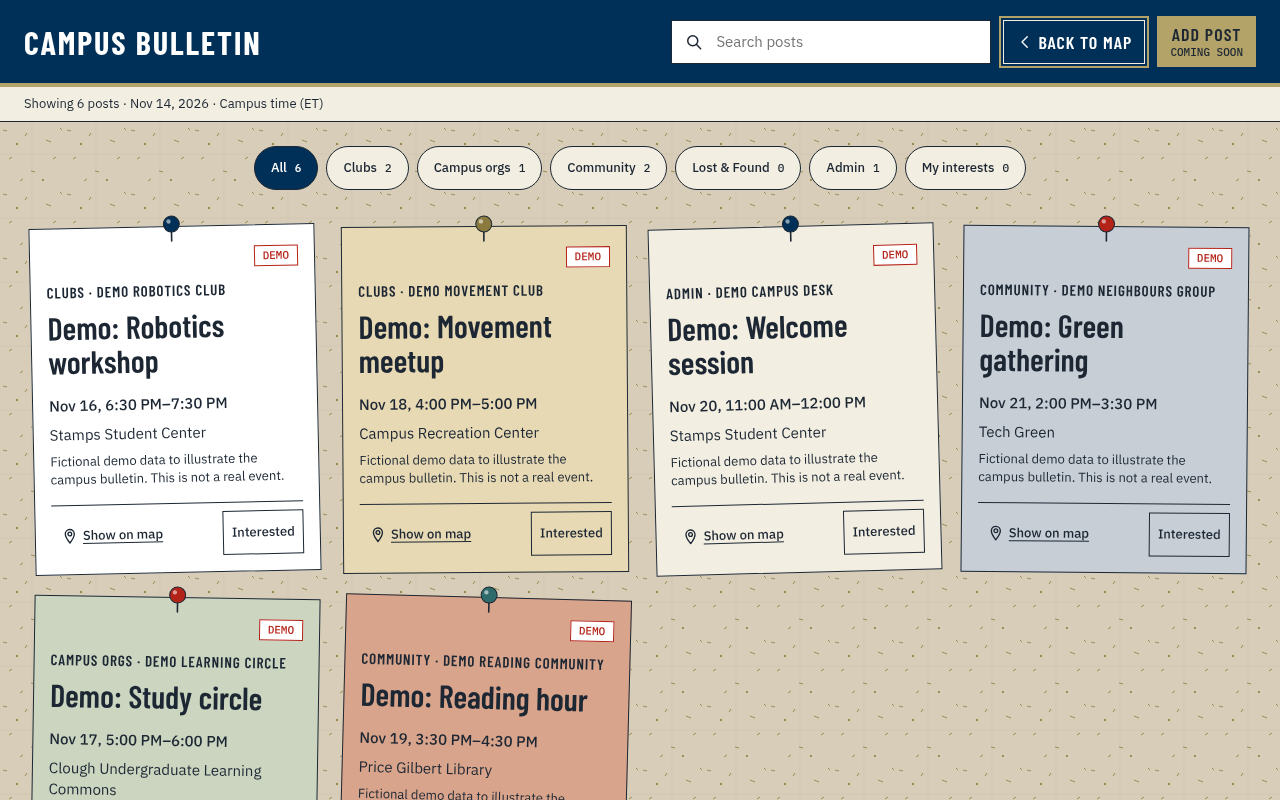 CAMPUS BULLETIN
Search posts
BACK TO MAP
ADD POST
COMING SOON
Showing 6 posts · Nov 14, 2026 · Campus time (ET)
All 6
Clubs 2
Campus orgs 1
Community 2
Lost & Found 0
Admin 1
My interests 0
DEMO
CLUBS · DEMO ROBOTICS CLUB
Demo: Robotics
workshop
Nov 16, 6:30 PM–7:30 PM
Stamps Student Center
Fictional demo data to illustrate the
campus bulletin. This is not a real event.
Show on map
Interested
DEMO
CLUBS · DEMO MOVEMENT CLUB
Demo: Movement
meetup
Nov 18, 4:00 PM–5:00 PM
Campus Recreation Center
Fictional demo data to illustrate the
campus bulletin. This is not a real event.
Show on map
Interested
DEMO
ADMIN · DEMO CAMPUS DESK
Demo: Welcome
session
Nov 20, 11:00 AM–12:00 PM
Stamps Student Center
Fictional demo data to illustrate the
campus bulletin. This is not a real event.
Show on map
Interested
DEMO
COMMUNITY · DEMO NEIGHBOURS GROUP
Demo: Green
gathering
Nov 21, 2:00 PM–3:30 PM
Tech Green
Fictional demo data to illustrate the
campus bulletin. This is not a real event.
Show on map
Interested
DEMO
CAMPUS ORGS · DEMO LEARNING CIRCLE
Demo: Study circle
Nov 17, 5:00 PM–6:00 PM
Clough Undergraduate Learning
Commons
DEMO
COMMUNITY · DEMO READING COMMUNITY
Demo: Reading hour
Nov 19, 3:30 PM–4:30 PM
Price Gilbert Library
Fictional demo data to illustrate the